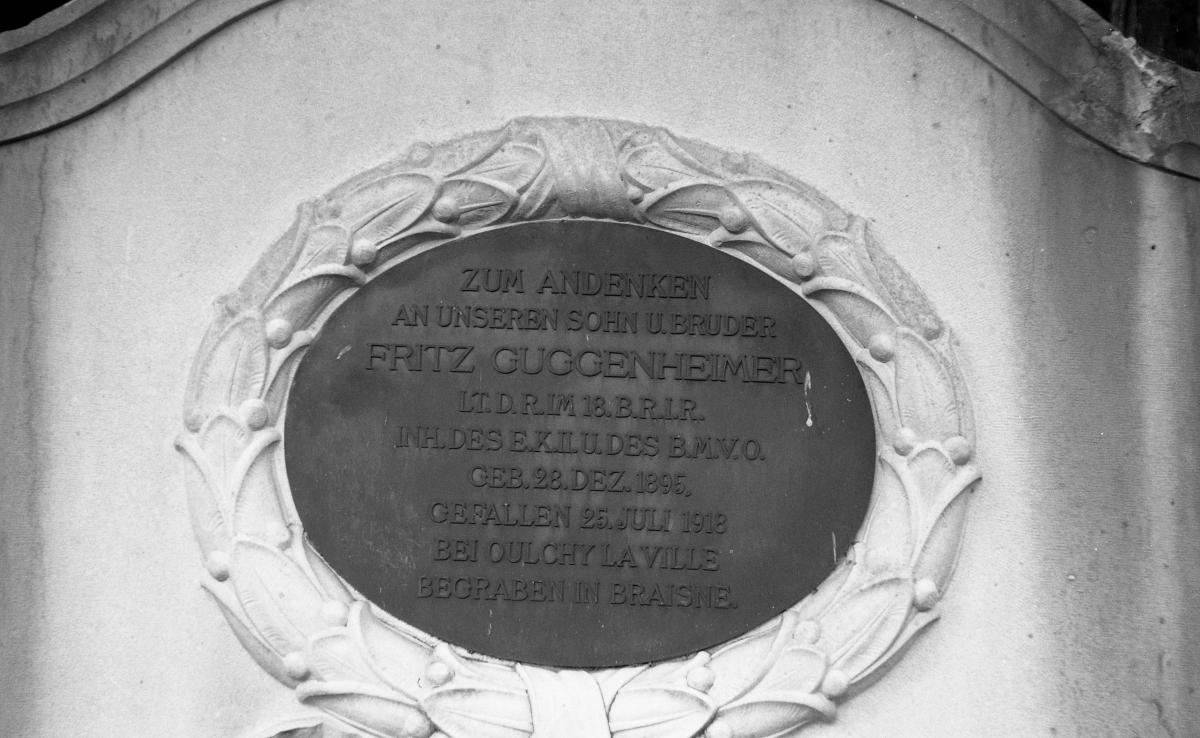 ZUM ANDENKEN
AN UNSEREN SOHN U. BRUDER
FRITZ GUGGENHEIMER
LT. D. R. IM 18. B. R. I. R.
INH. DES E.K.II. U. DES B.M.V.O.
GEB. 28. DEZ. 1895,
GEFALLEN 25. JULI 1918
BEI OULCHY LA VILLE
BEGRABEN IN BRAISNE.